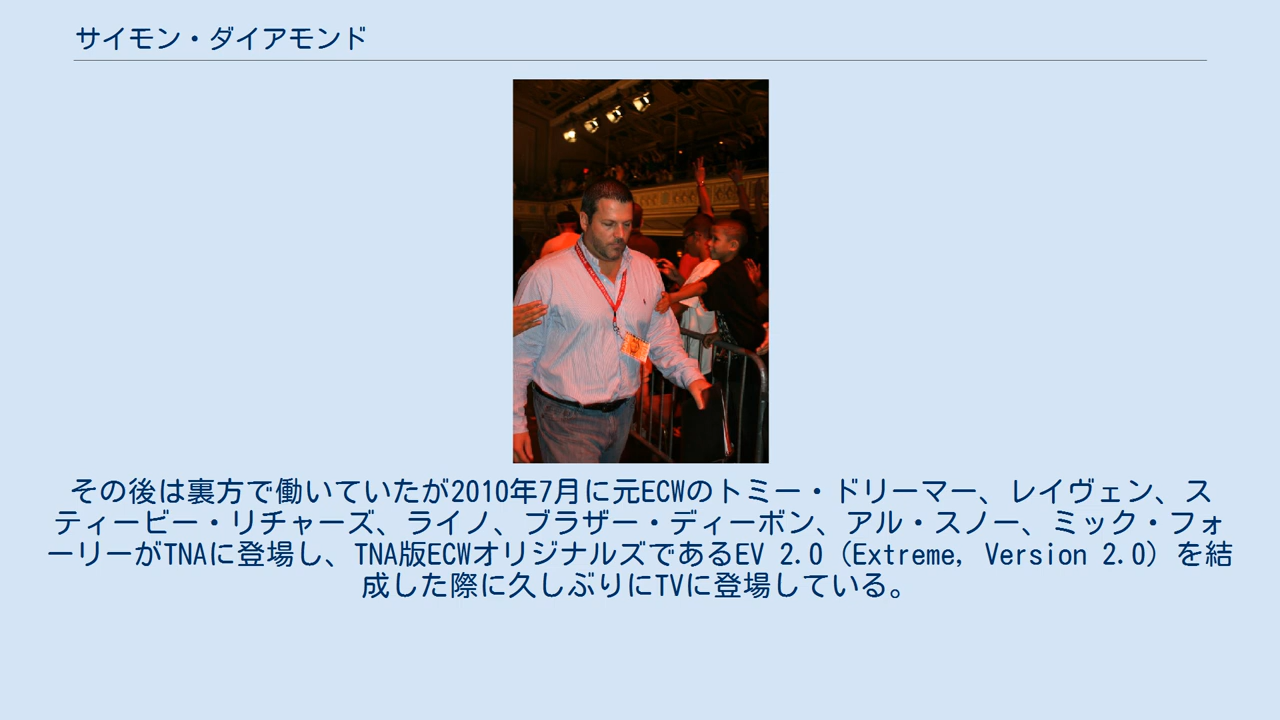 サイモン・ダイアモンド
その後は裏方で働いていたが2010年7月に元ECWのトミー・ドリーマー、レイヴェン、ス
ティービー・リチャーズ、ライノ、ブラザー・ディーボン、アル・スノー、ミック・フォ
ーリーがTNAに登場し、TNA版ECWオリジナルズであるEV 2.0（Extreme, Version 2.0）を結
成した際に久しぶりにTVに登場している。